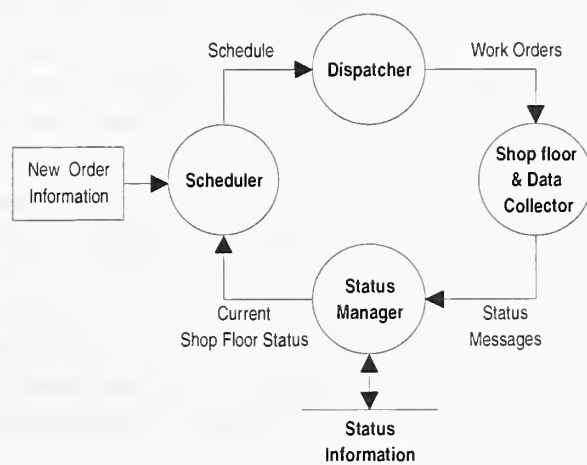 Schedule
Dispatcher
Work Orders
New Order
Information
Scheduler
Shop floor
& Data
Collector
Status
Manager
Current
Shop Floor Status
Status
Messages
Status
Information